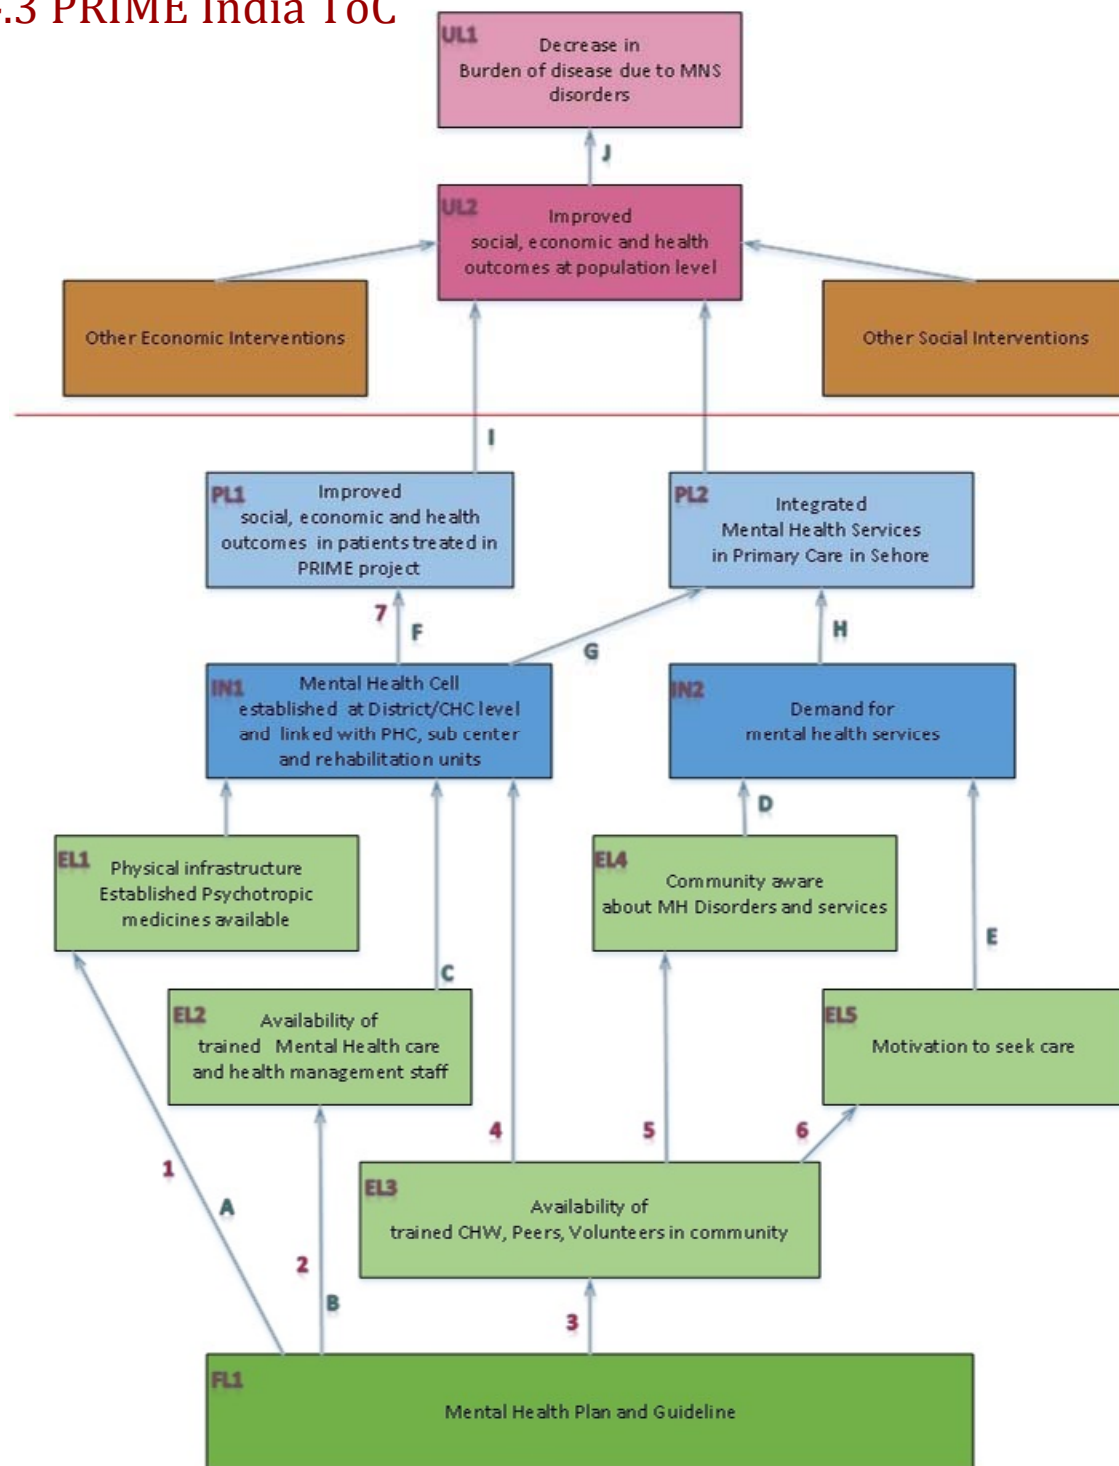 .3 PRIME India ToC
UL1
Decrease in
Burden of disease due to MNS
disorders
J
UL2
Improved
social, economic and health
outcomes at population level
Other Economic Interventions
Other Social Interventions
I
PL1
Improved
social, economic and health
outcomes in patients treated in
PRIME project
PL2
Integrated
Mental Health Services
in Primary Care in Sehore
7
F
G
H
IN1
Mental Health Cell
established at District/CHC level
and linked with PHC, sub center
and rehabilitation units
IN2
Demand for
mental health services
D
EL1
Physical infrastructure
Established Psychotropic
medicines available
EL4
Community aware
about MH Disorders and services
C
E
EL2
Availability of
trained Mental Health care
and health management staff
EL5
Motivation to seek care
4
5
6
1
A
EL3
Availability of
trained CHW, Peers, Volunteers in community
2
B
3
FL1
Mental Health Plan and Guideline